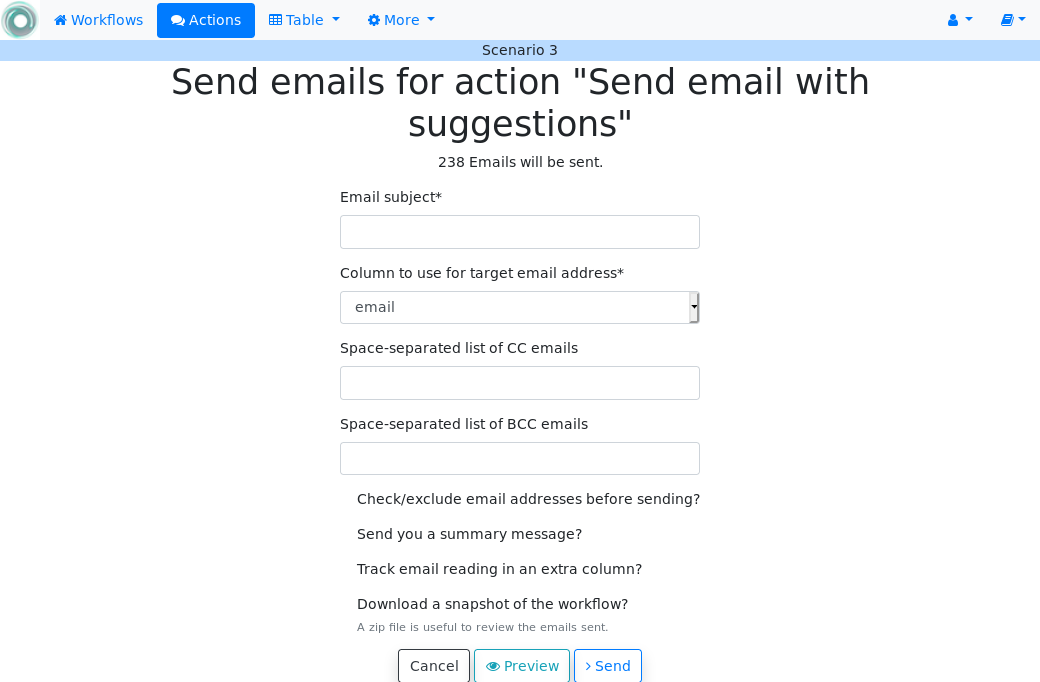 Workflows Actions Table More
Scenario 3
Send emails for action "Send email with
suggestions"
238 Emails will be sent.
Email subject*
Column to use for target email address*
email
Space-separated list of CC emails
Space-separated list of BCC emails
Check/exclude email addresses before sending?
Send you a summary message?
Track email reading in an extra column?
Download a snapshot of the workflow?
A zip file is useful to review the emails sent.
Cancel Preview Send